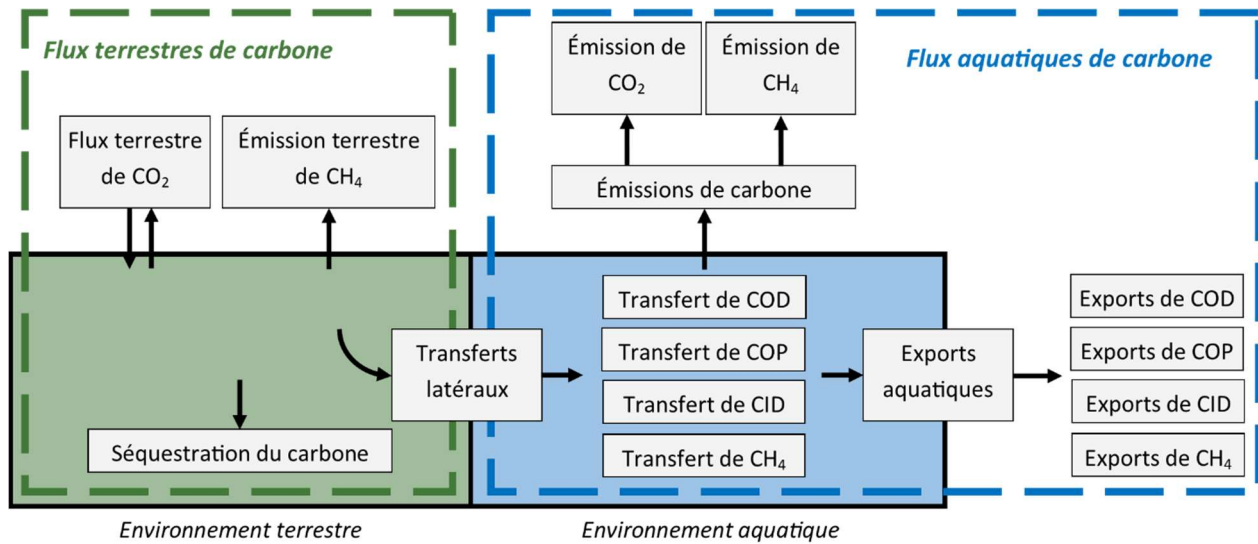 Flux terrestres de carbone
Flux terrestre
de CO₂
Émission terrestre
de CH₄
Séquestration du carbone
Transferts
latéraux
Environnement terrestre
Flux aquatiques de carbone
Émission de
CO₂
Émission de
CH₄
Émissions de carbone
Transfert de COD
Transfert de COP
Transfert de CID
Transfert de CH₄
Exports
aquatiques
Exports de COD
Exports de COP
Exports de CID
Exports de CH₄
Environnement aquatique